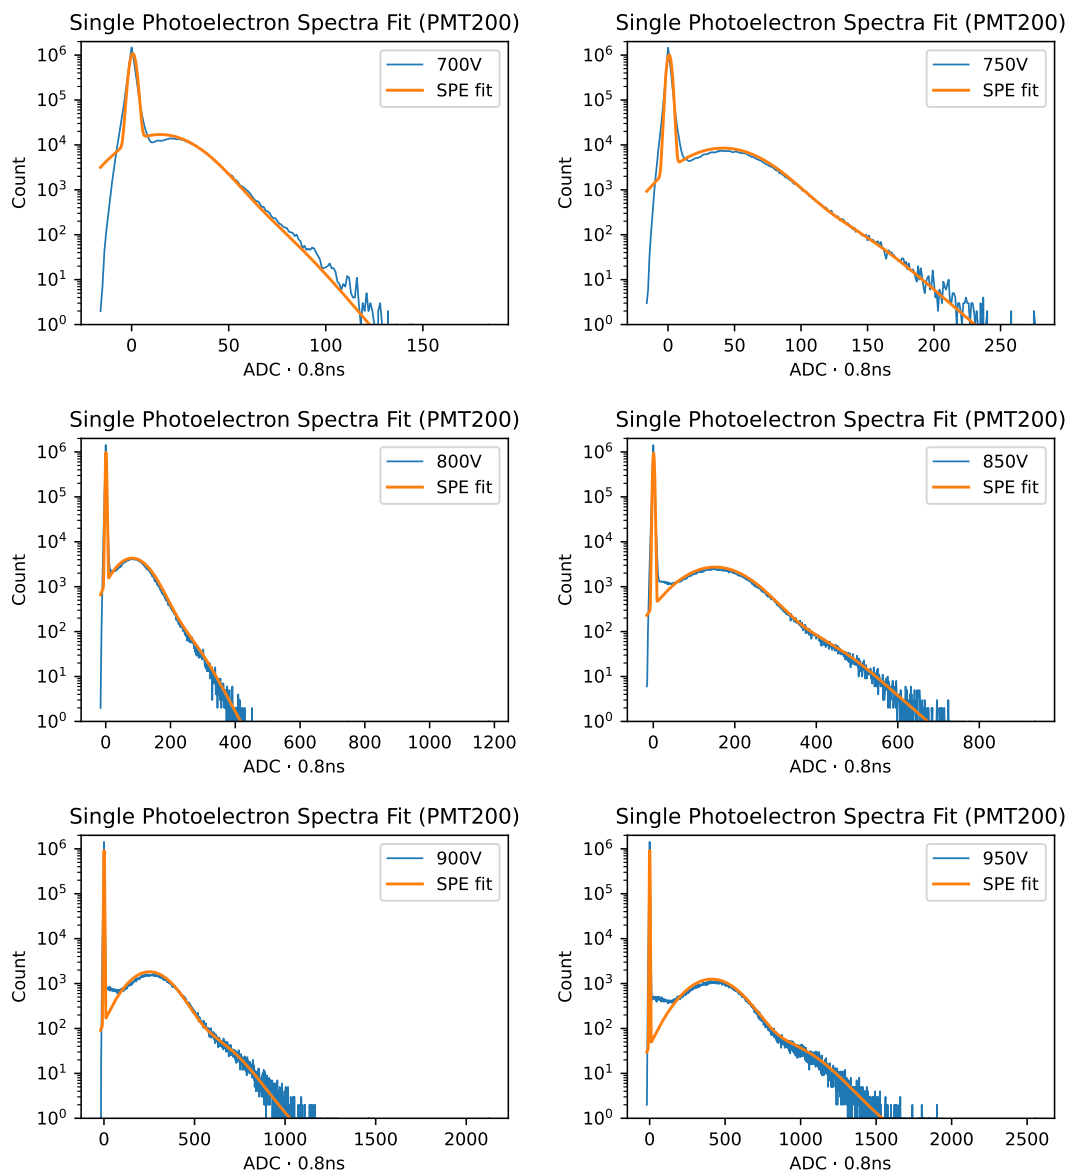 Single Photoelectron Spectra Fit (PMT200)
10^6
10^5
10^4
10^3
10^2
10^1
10^0
Count
700V
SPE fit
0 50 100 150
ADC · 0.8ns
Single Photoelectron Spectra Fit (PMT200)
10^6
10^5
10^4
10^3
10^2
10^1
10^0
Count
750V
SPE fit
0 50 100 150 200 250
ADC · 0.8ns
Single Photoelectron Spectra Fit (PMT200)
10^6
10^5
10^4
10^3
10^2
10^1
10^0
Count
800V
SPE fit
0 200 400 600 800 1000 1200
ADC · 0.8ns
Single Photoelectron Spectra Fit (PMT200)
10^6
10^5
10^4
10^3
10^2
10^1
10^0
Count
850V
SPE fit
0 200 400 600 800
ADC · 0.8ns
Single Photoelectron Spectra Fit (PMT200)
10^6
10^5
10^4
10^3
10^2
10^1
10^0
Count
900V
SPE fit
0 500 1000 1500 2000
ADC · 0.8ns
Single Photoelectron Spectra Fit (PMT200)
10^6
10^5
10^4
10^3
10^2
10^1
10^0
Count
950V
SPE fit
0 500 1000 1500 2000 2500
ADC · 0.8ns